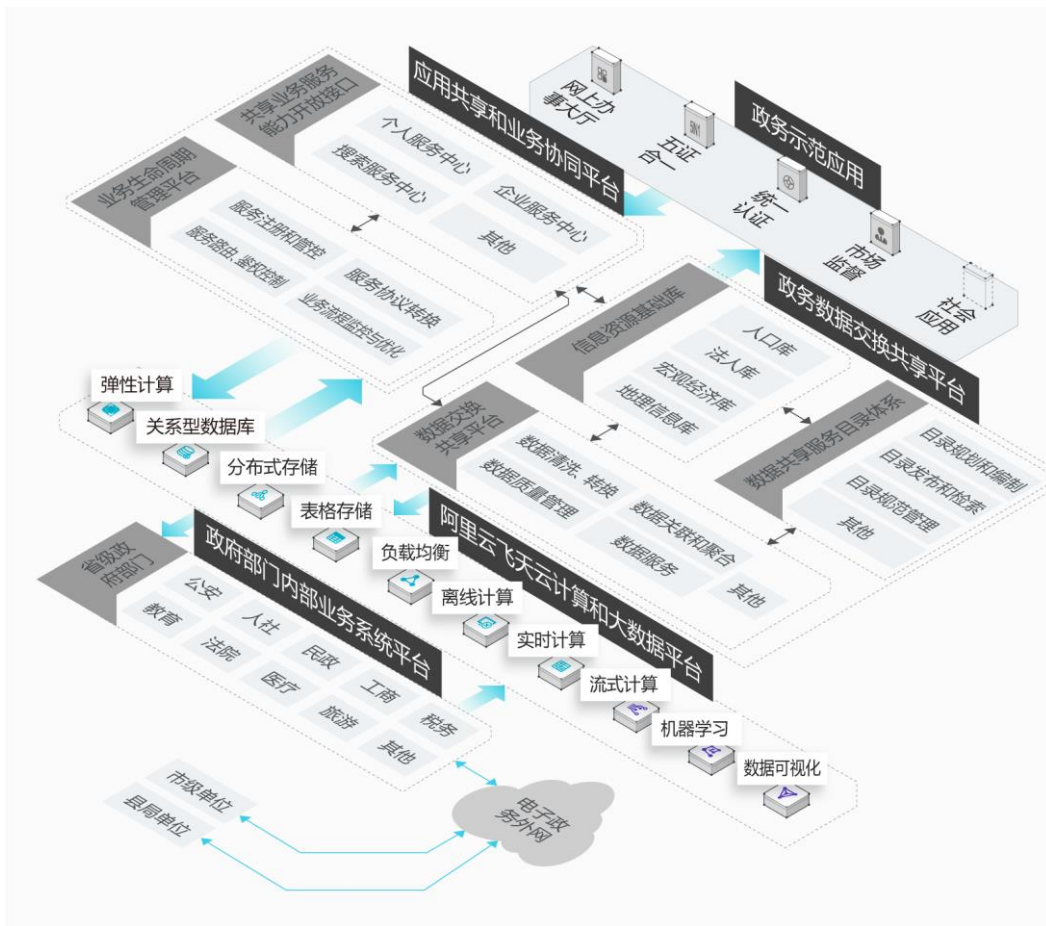 共享业务服务
能力开放接口
应用共享和业务协同平台
个人服务中心
搜索服务中心
企业服务中心
其他
业务生命周期
管理平台
服务注册和管控
服务路由、鉴权控制
服务协议转换
业务流程监控与优化
政务示范应用
网上办
事大厅
5IN1
五证
合一
统一
认证
市场
监督
社会
应用
政务数据交换共享平台
信息资源基础库
人口库
法人库
宏观经济库
地理信息库
数据交换
共享平台
数据清洗、转换
数据质量管理
数据关联和聚合
数据服务
其他
数据共享服务目录体系
目录规划和编制
目录发布和检索
目录规范管理
其他
阿里云飞天云计算和大数据平台
弹性计算
关系型数据库
分布式存储
表格存储
负载均衡
离线计算
实时计算
流式计算
机器学习
数据可视化
政府部门内部业务系统平台
省级政
府部门
公安
人社
民政
工商
税务
教育
法院
医疗
旅游
其他
市级单位
县局单位
电子政
务外网